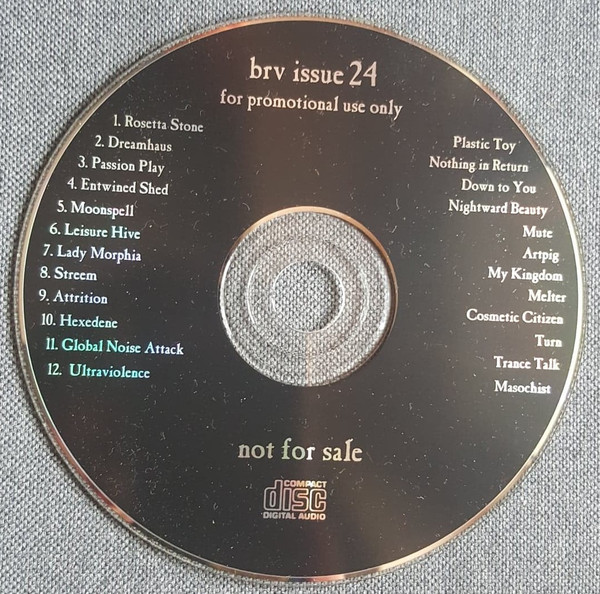 brv issue 24
for promotional use only
1. Rosetta Stone Plastic Toy
2. Dreamhaus Nothing in Return
3. Passion Play Down to You
4. Entwined Shed Nightward Beauty
5. Moonspell Mute
6. Leisure Hive Artpig
7. Lady Morphia My Kingdom
8. Streem Melter
9. Attrition Cosmetic Citizen
10. Hexedene Turn
11. Global Noise Attack Trance Talk
12. Ultraviolence Masochist
not for sale
COMPACT
disc
DIGITAL AUDIO